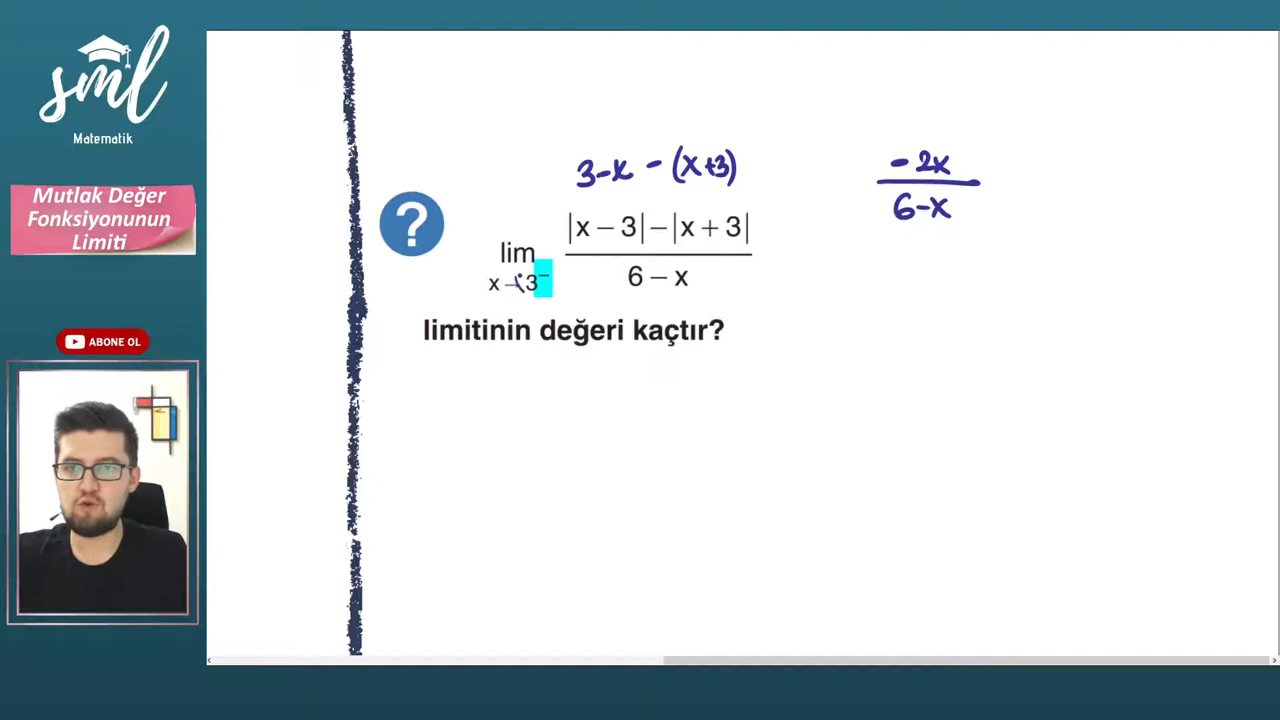 sml
Matematik
Mutlak Değer
Fonksiyonunun
Limiti
ABONE OL
3-x - (x+3)
|x − 3| − |x + 3|
lim
x → 3⁻
6 − x
-2x
6-x
?
limitinin değeri kaçtır?